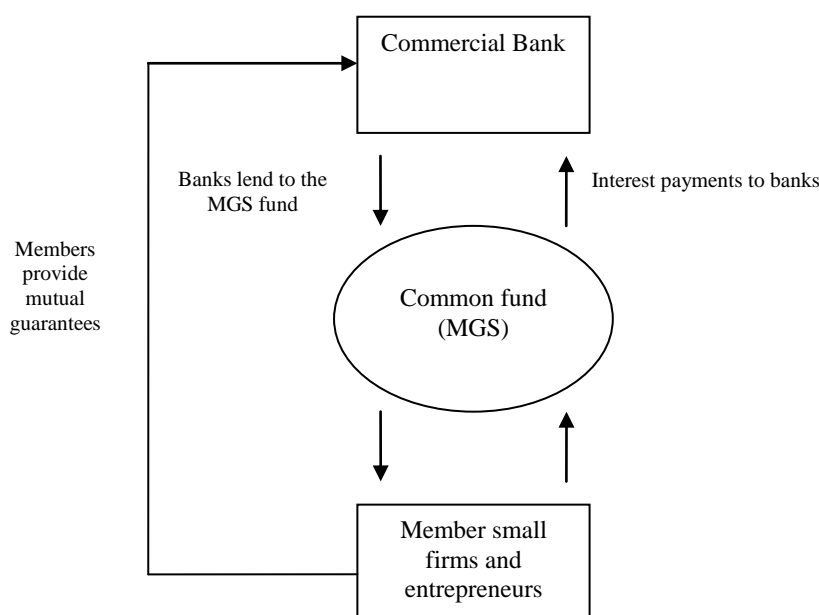 Commercial Bank
Banks lend to the
MGS fund
Interest payments to banks
Members
provide
mutual
guarantees
Common fund
(MGS)
Member small
firms and
entrepreneurs